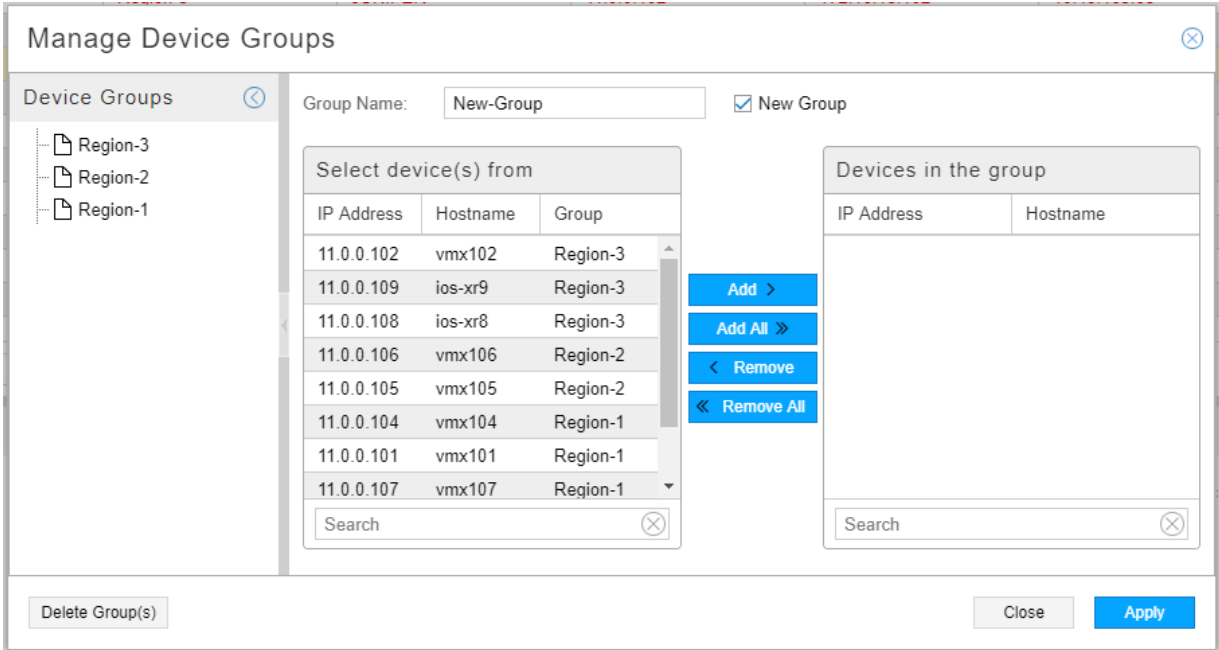 Manage Device Groups
Device Groups
Region-3
Region-2
Region-1
Group Name: New-Group New Group
Select device(s) from
IP Address Hostname Group
11.0.0.102 vmx102 Region-3
11.0.0.109 ios-xr9 Region-3
11.0.0.108 ios-xr8 Region-3
11.0.0.106 vmx106 Region-2
11.0.0.105 vmx105 Region-2
11.0.0.104 vmx104 Region-1
11.0.0.101 vmx101 Region-1
11.0.0.107 vmx107 Region-1
Search
Add
Add All
Remove
Remove All
Devices in the group
IP Address Hostname
Search
Delete Group(s)
Close
Apply